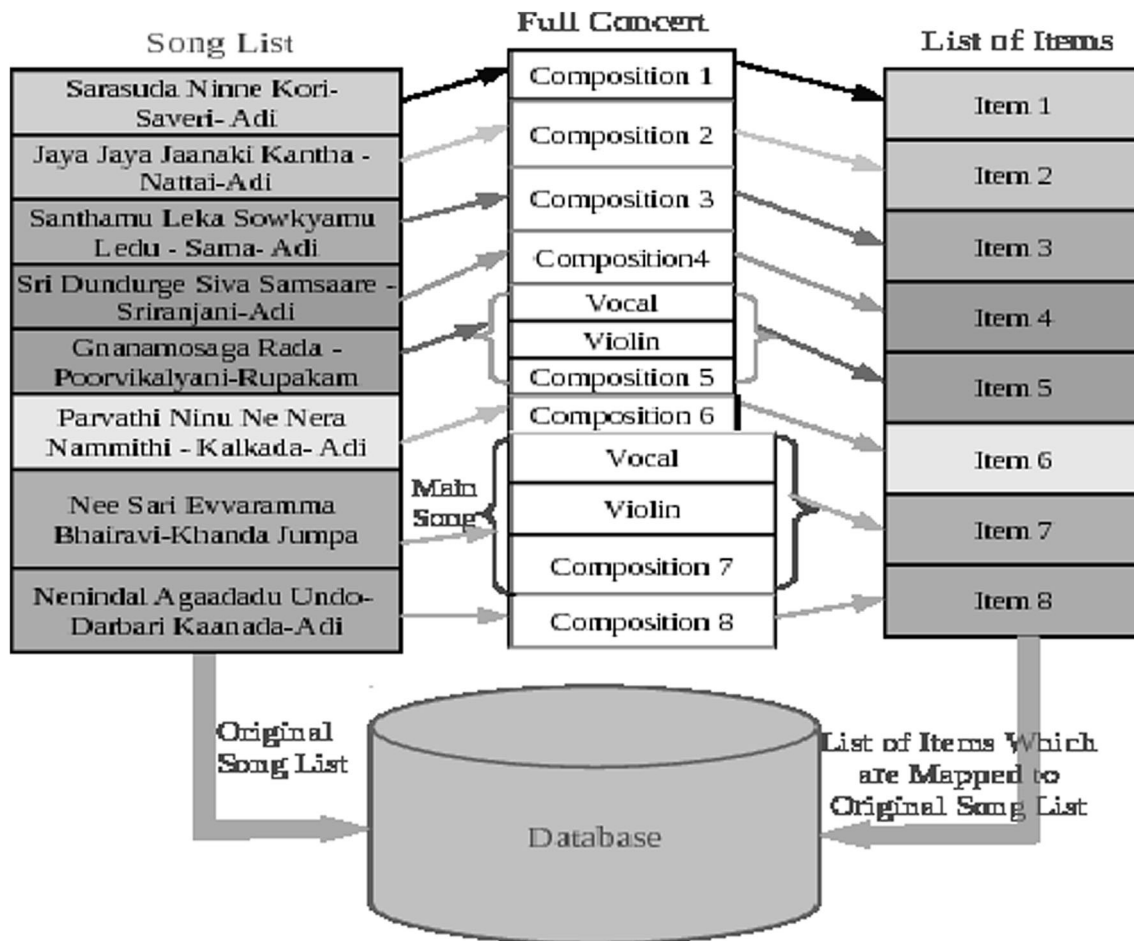 Song List
Sarasuda Ninne Kori-
Saveri- Adi
Jaya Jaya Jaanaki Kantha -
Nattai-Adi
Santhamu Leka Sowkyamu
Ledu - Sama- Adi
Sri Dundurge Siva Samsaare -
Sriranjani-Adi
Gnanamosaga Rada -
Poorvikalyani-Rupakam
Parvathi Ninu Ne Nera
Nammithi - Kalkada- Adi
Nee Sari Evvaramma
Bhairavi-Khanda Jumpa
Nenindal Agaadadu Undo-
Darbari Kaanada-Adi
Full Concert
Composition 1
Composition 2
Composition 3
Composition4
Vocal
Violin
Composition 5
Composition 6
Main
Song
Vocal
Violin
Composition 7
Composition 8
List of Items
Item 1
Item 2
Item 3
Item 4
Item 5
Item 6
Item 7
Item 8
Original
Song List
List of Items Which
are Mapped to
Original Song List
Database